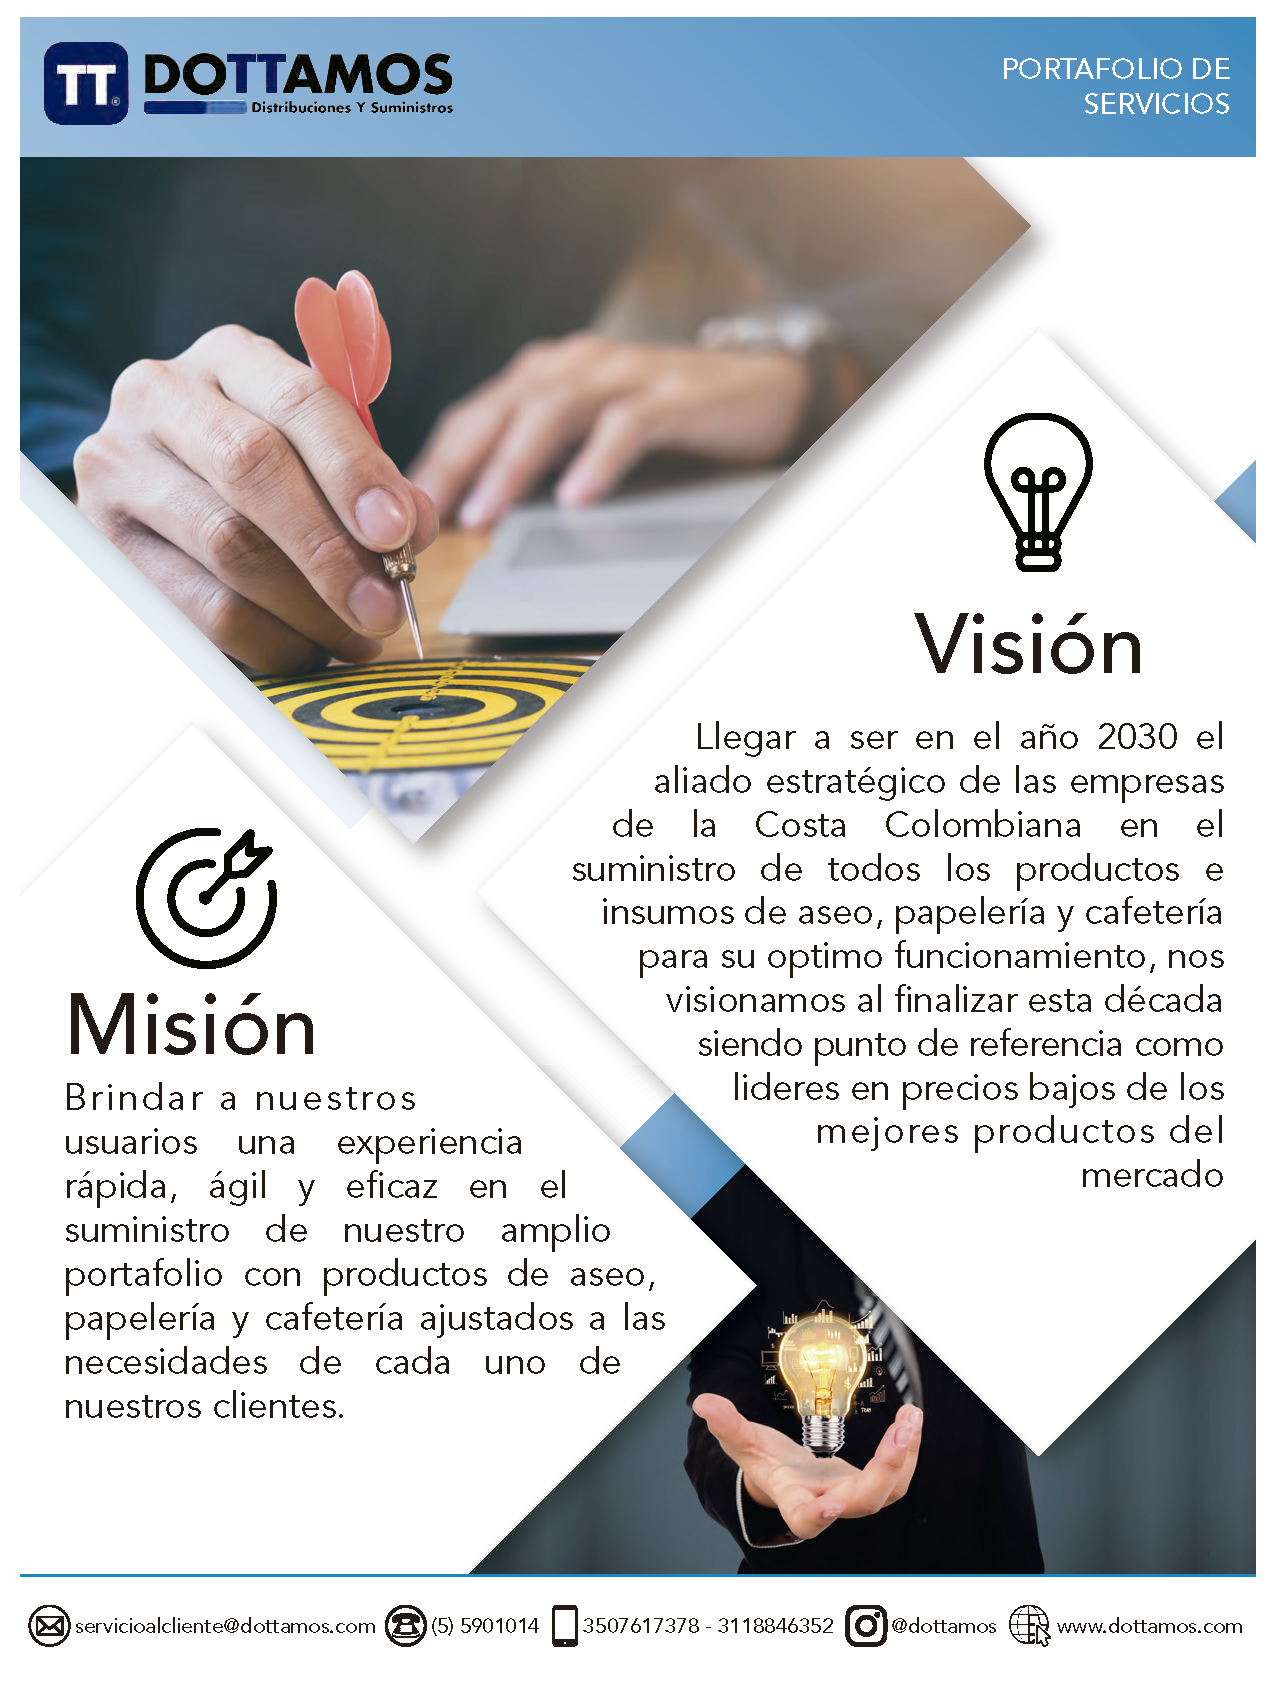 TT
DOTTAMOS
Distribuciones Y Suministros
PORTAFOLIO DE
SERVICIOS
Visión
Llegar a ser en el año 2030 el
aliado estratégico de las empresas
de la Costa Colombiana en el
suministro de todos los productos e
insumos de aseo, papelería y cafetería
para su optimo funcionamiento, nos
visionamos al finalizar esta década
siendo punto de referencia como
lideres en precios bajos de los
mejores productos del
mercado
Misión
Brindar a nuestros
usuarios una experiencia
rápida, ágil y eficaz en el
suministro de nuestro amplio
portafolio con productos de aseo,
papelería y cafetería ajustados a las
necesidades de cada uno de
nuestros clientes.
servicioalcliente@dottamos.com (5) 5901014 3507617378 - 3118846352 @dottamos www.dottamos.com